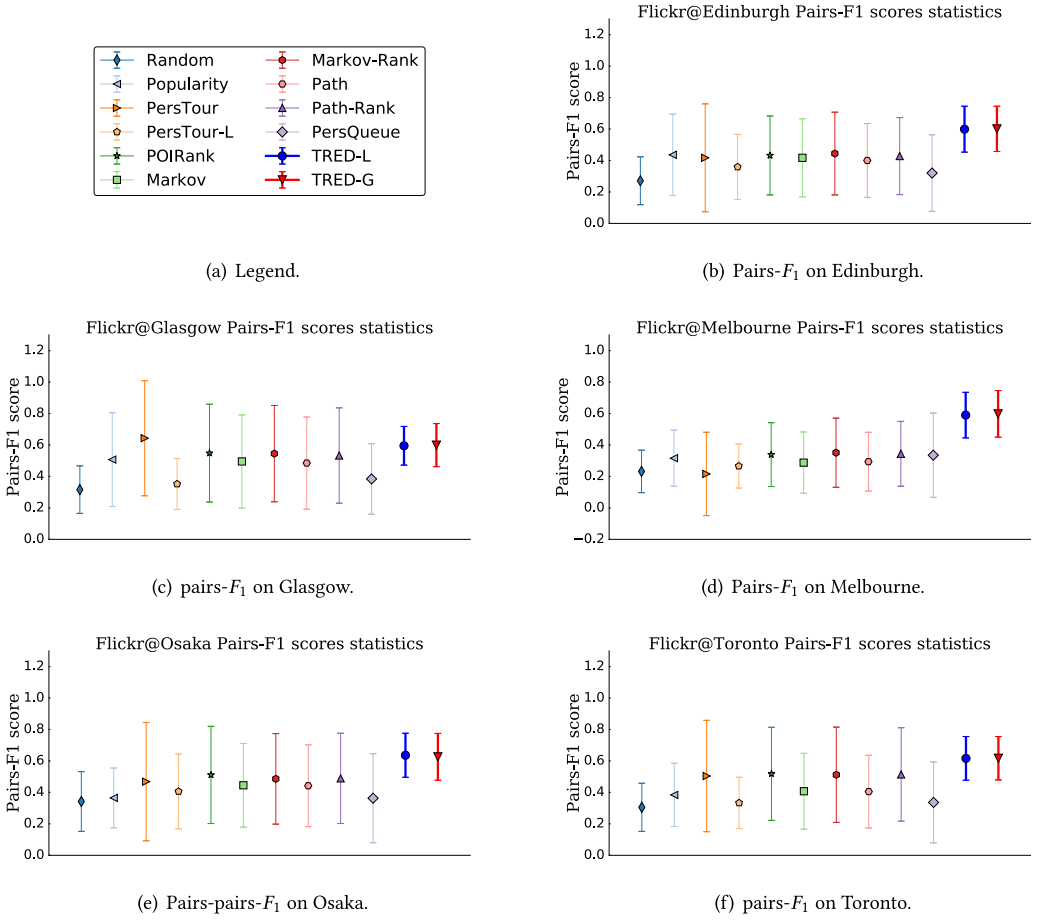 Random
Popularity
PersTour
PersTour-L
POIRank
Markov
Markov-Rank
Path
Path-Rank
PersQueue
TRED-L
TRED-G
(a) Legend.
Flickr@Edinburgh Pairs-F1 scores statistics
Pairs-F1 score
1.2
1.0
0.8
0.6
0.4
0.2
0.0
(b) Pairs-F1 on Edinburgh.
Flickr@Glasgow Pairs-F1 scores statistics
Pairs-F1 score
1.2
1.0
0.8
0.6
0.4
0.2
0.0
(c) pairs-F1 on Glasgow.
Flickr@Melbourne Pairs-F1 scores statistics
Pairs-F1 score
1.0
0.8
0.6
0.4
0.2
0.0
−0.2
(d) Pairs-F1 on Melbourne.
Flickr@Osaka Pairs-F1 scores statistics
Pairs-F1 score
1.2
1.0
0.8
0.6
0.4
0.2
0.0
(e) Pairs-pairs-F1 on Osaka.
Flickr@Toronto Pairs-F1 scores statistics
Pairs-F1 score
1.2
1.0
0.8
0.6
0.4
0.2
0.0
(f) pairs-F1 on Toronto.